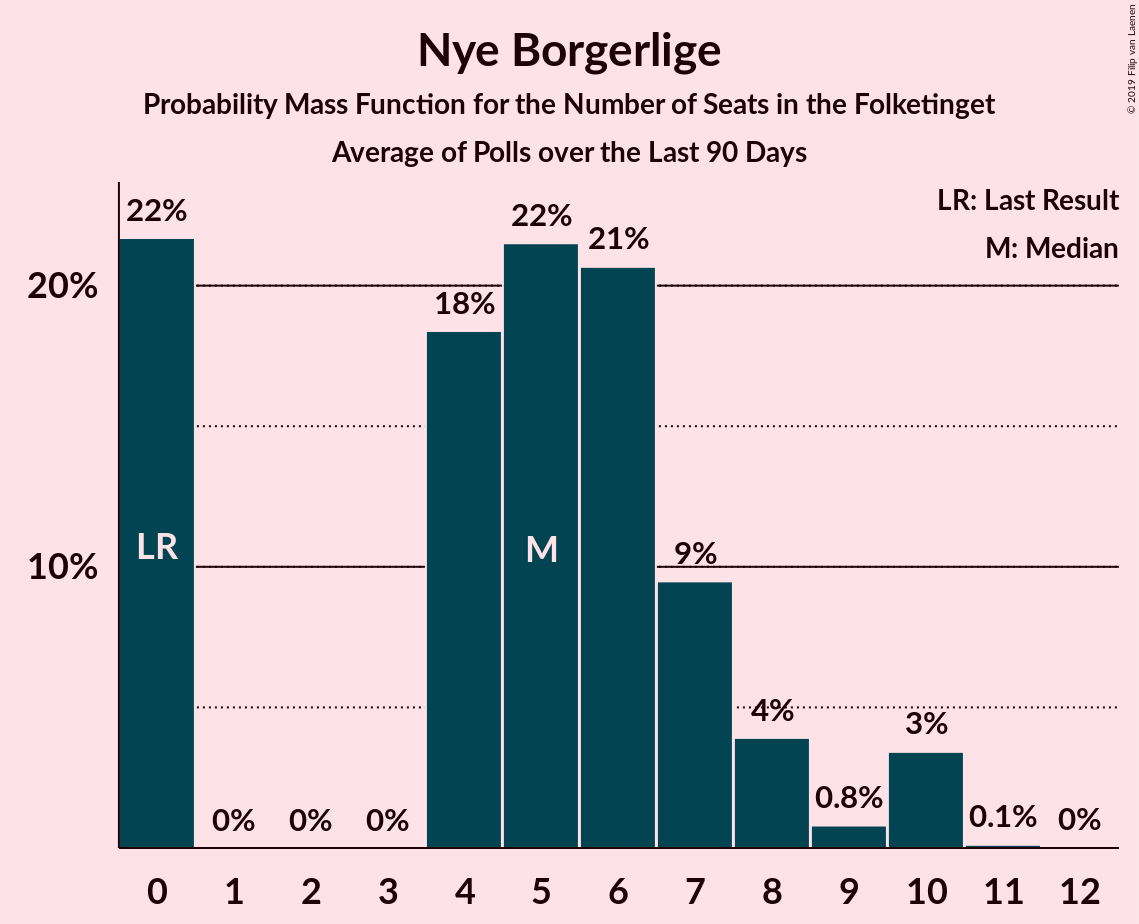 Nye Borgerlige
Probability Mass Function for the Number of Seats in the Folketinget
Average of Polls over the Last 90 Days
© 2019 Filip van Laenen
LR: Last Result
M: Median
22%
0%
0%
0%
18%
22%
21%
9%
4%
0.8%
3%
0.1%
0%
20%
10%
LR
M
0 1 2 3 4 5 6 7 8 9 10 11 12